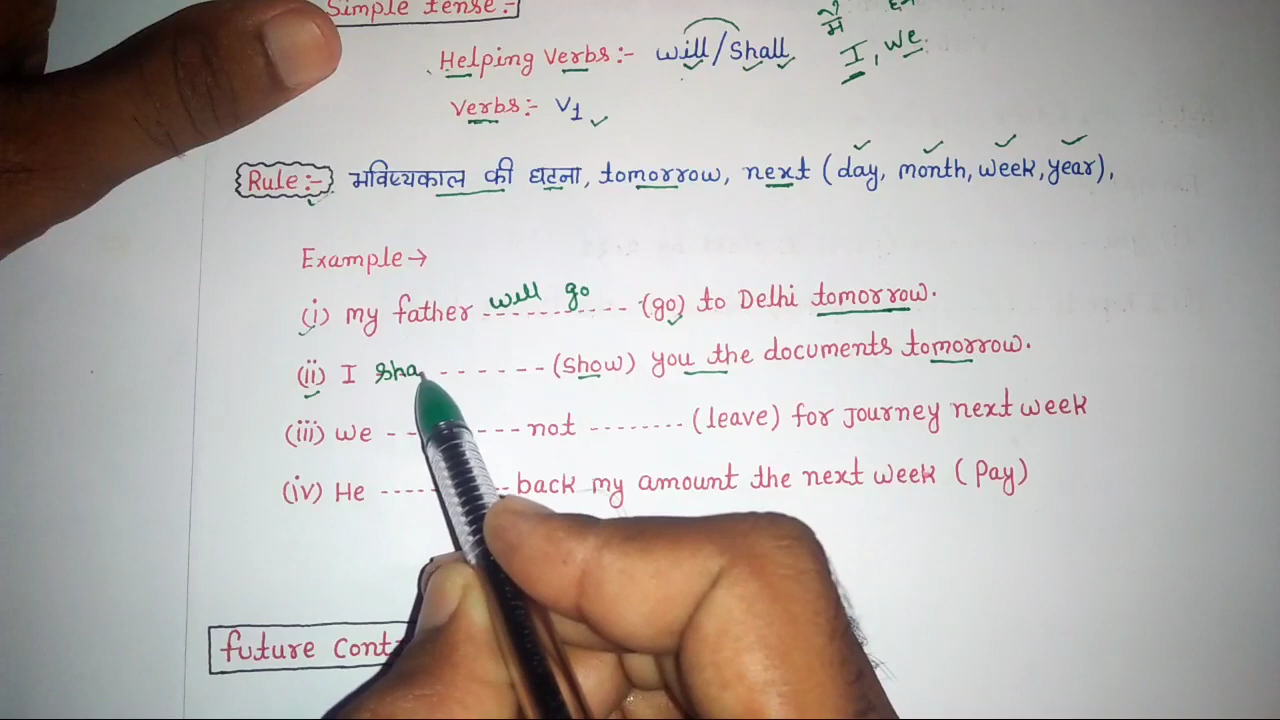 Simple tense:-
मैं
I, we
Helping Verbs:- will/Shall
Verbs:- V1
Rule:- भविष्यकाल की घटना, tomorrow, next (day, month, week, year),
Example→
(i) my father will go (go) to Delhi tomorrow.
(ii) I sha ------ (Show) you the documents tomorrow.
(iii) We -- --- not -------- (leave) for Journey next week
(iv) He ---- -- back my amount the next week (Pay)
future Cont